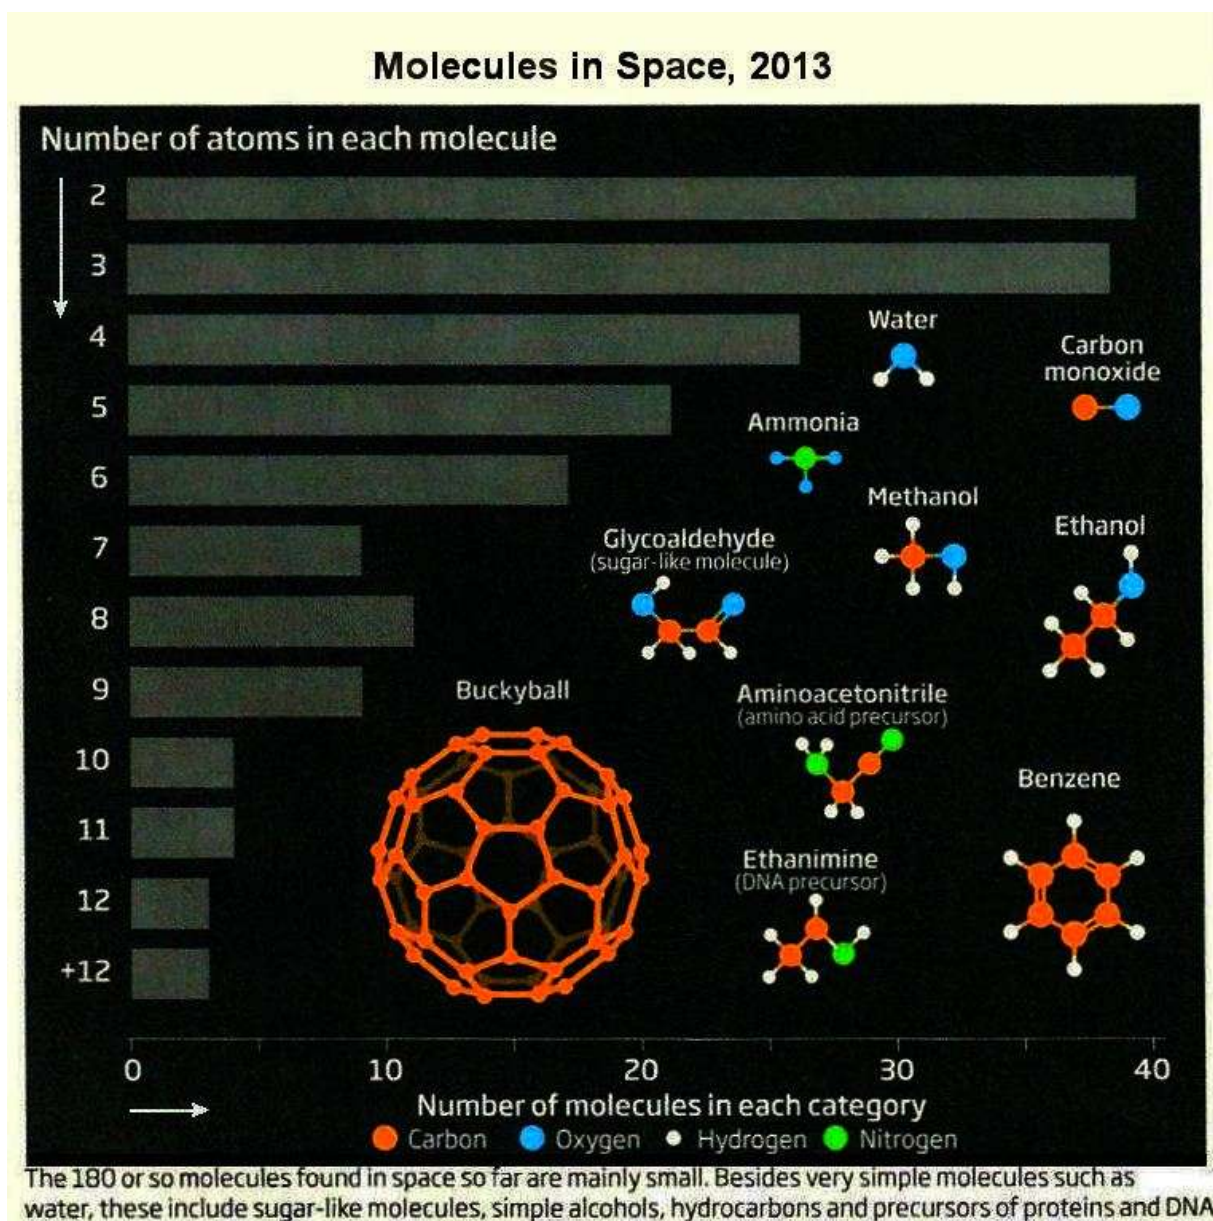 Molecules in Space, 2013
Number of atoms in each molecule
2
3
4
5
6
7
8
9
10
11
12
+12
Water
Carbon
monoxide
Ammonia
Methanol
Ethanol
Glycoaldehyde
(sugar-like molecule)
Buckyball
Aminoacetonitrile
(amino acid precursor)
Benzene
Ethanimine
(DNA precursor)
0 10 20 30 40
Number of molecules in each category
Carbon Oxygen Hydrogen Nitrogen
The 180 or so molecules found in space so far are mainly small. Besides very simple molecules such as
water, these include sugar-like molecules, simple alcohols, hydrocarbons and precursors of proteins and DNA